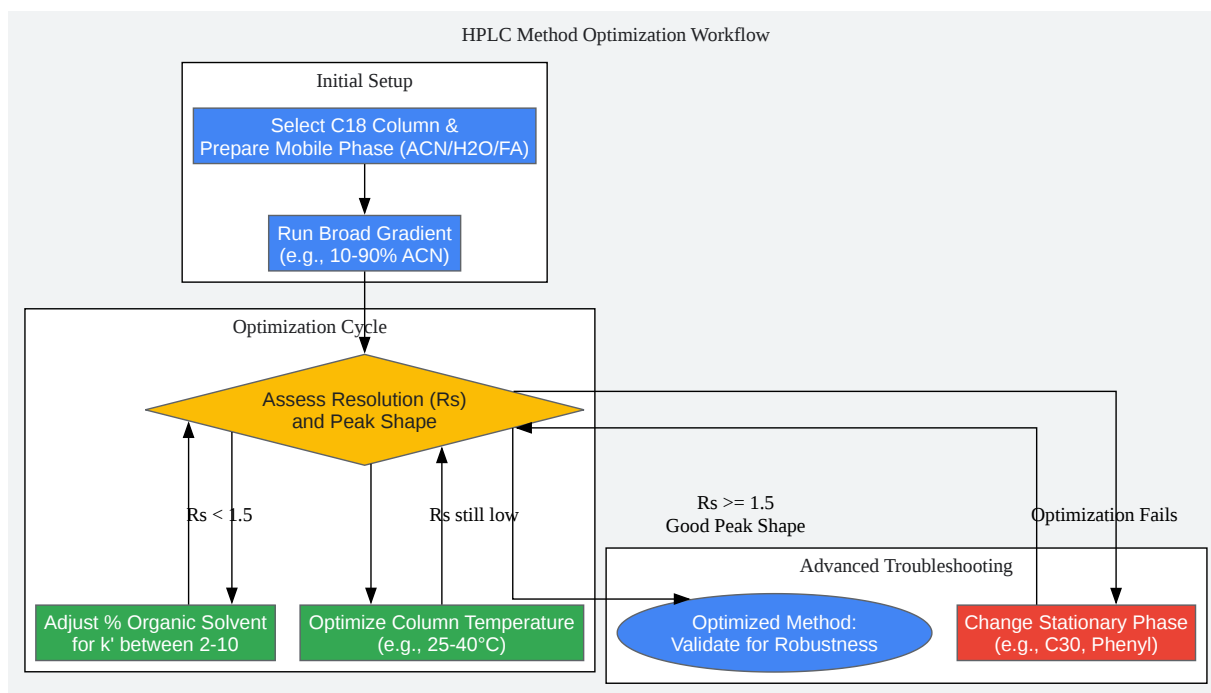 HPLC Method Optimization Workflow
Initial Setup
Select C18 Column &
Prepare Mobile Phase (ACN/H2O/FA)
Run Broad Gradient
(e.g., 10-90% ACN)
Optimization Cycle
Assess Resolution (Rs)
and Peak Shape
Rs < 1.5
Rs still low
Rs >= 1.5
Good Peak Shape
Optimization Fails
Advanced Troubleshooting
Adjust % Organic Solvent
for k' between 2-10
Optimize Column Temperature
(e.g., 25-40°C)
Optimized Method:
Validate for Robustness
Change Stationary Phase
(e.g., C30, Phenyl)